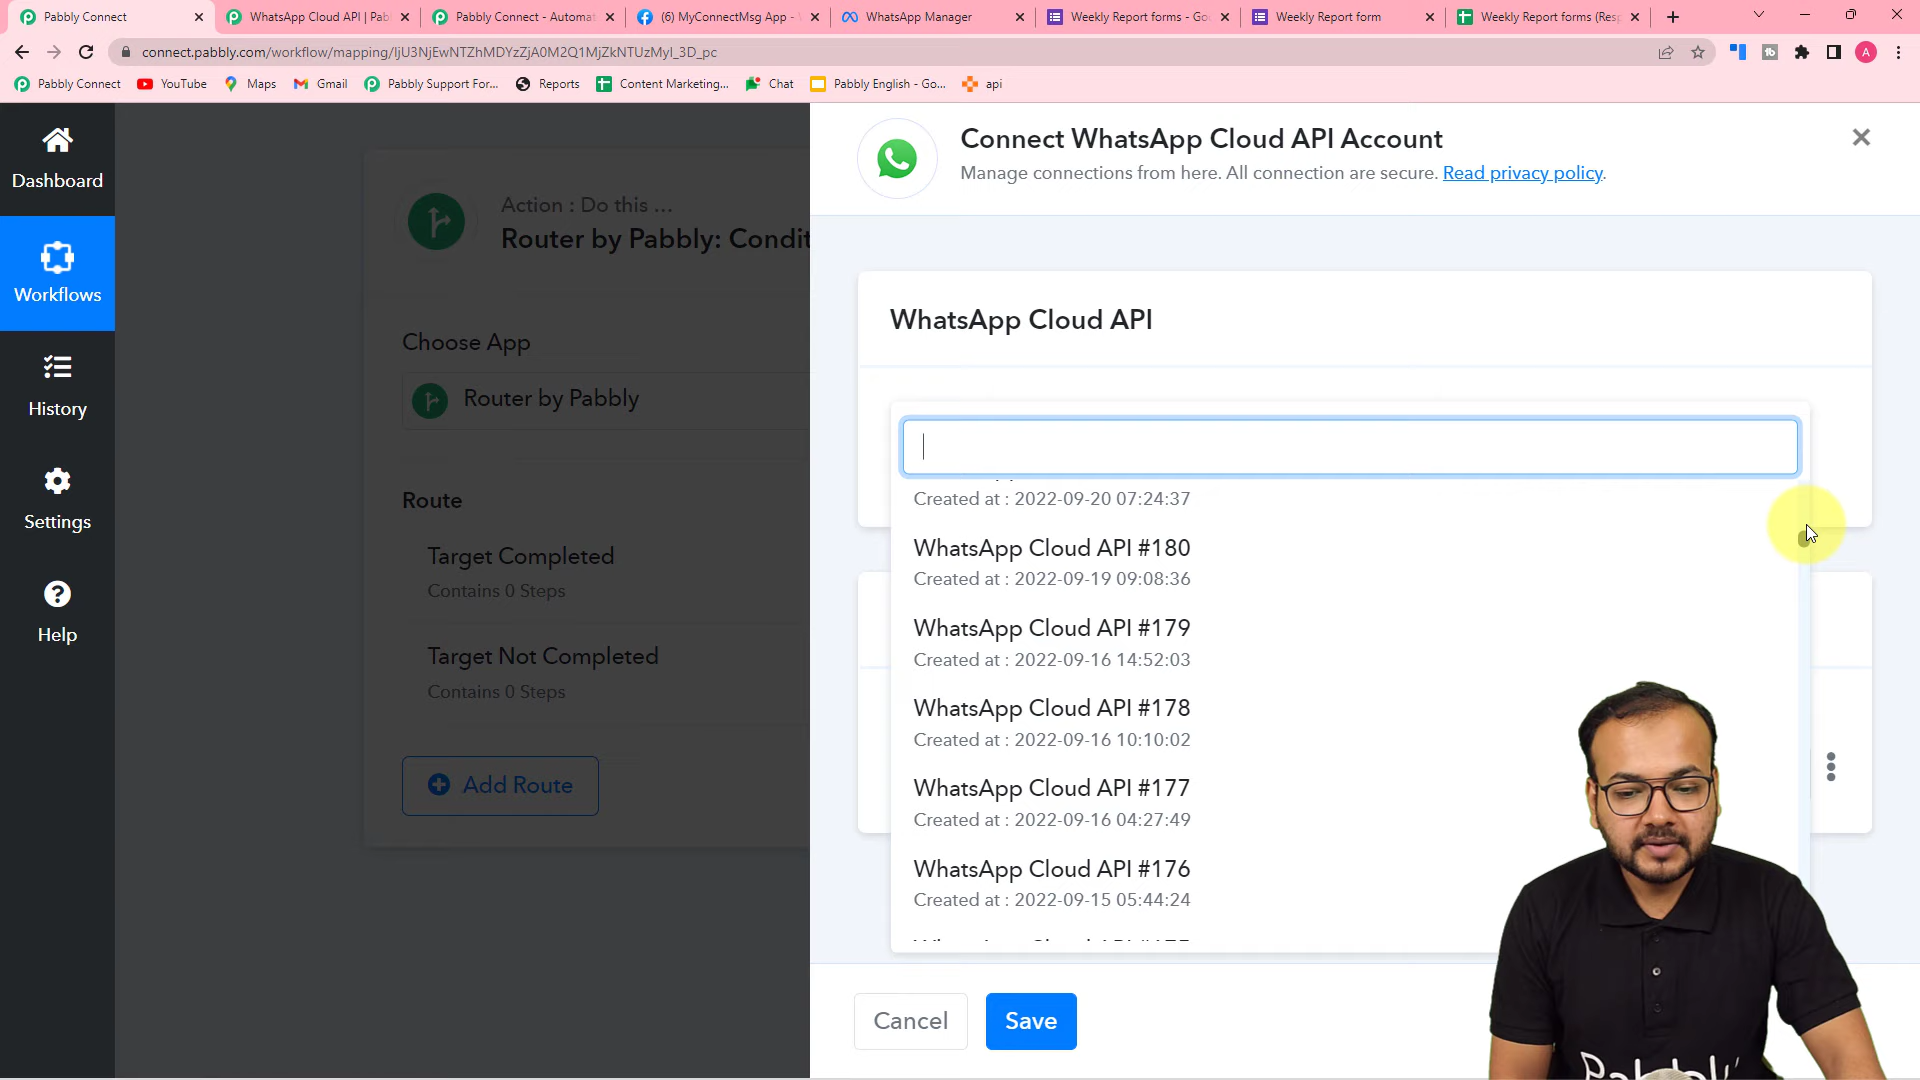 Pabbly Connect
WhatsApp Cloud API | Pab
Pabbly Connect - Automat
(6) MyConnectMsg App -
WhatsApp Manager
Weekly Report forms - Go
Weekly Report form
Weekly Report forms (Res
connect.pabbly.com/workflow/mapping/IjU3NjEwNTZhMDYzZjA0M2Q1MjZkNTUzMyI_3D_pc
A
Pabbly Connect
YouTube
Maps
Gmail
Pabbly Support For...
Reports
Content Marketing...
Chat
Pabbly English - Go...
api
Dashboard
Workflows
History
Settings
Help
Action : Do this ...
Router by Pabbly: Condit
Choose App
Router by Pabbly
Route
Target Completed
Contains 0 Steps
Target Not Completed
Contains 0 Steps
Add Route
Connect WhatsApp Cloud API Account
Manage connections from here. All connection are secure. Read privacy policy.
WhatsApp Cloud API
Created at : 2022-09-20 07:24:37
WhatsApp Cloud API #180
Created at : 2022-09-19 09:08:36
WhatsApp Cloud API #179
Created at : 2022-09-16 14:52:03
WhatsApp Cloud API #178
Created at : 2022-09-16 10:10:02
WhatsApp Cloud API #177
Created at : 2022-09-16 04:27:49
WhatsApp Cloud API #176
Created at : 2022-09-15 05:44:24
Cancel
Save
Pabbly